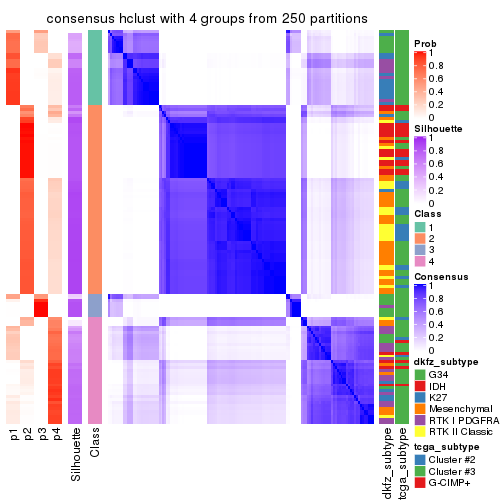 consensus hclust with 4 groups from 250 partitions
Prob
1
0.8
0.6
0.4
0.2
0
Silhouette
1
0.8
0.6
0.4
0.2
0
Class
1
2
3
4
Consensus
1
0.8
0.6
0.4
0.2
0
dkfz_subtype
G34
IDH
K27
Mesenchymal
RTK I PDGFRA
RTK II Classic
tcga_subtype
Cluster #2
Cluster #3
G-CIMP+
p1
p2
p3
p4
Silhouette
Class
dkfz_subtype
tcga_subtype